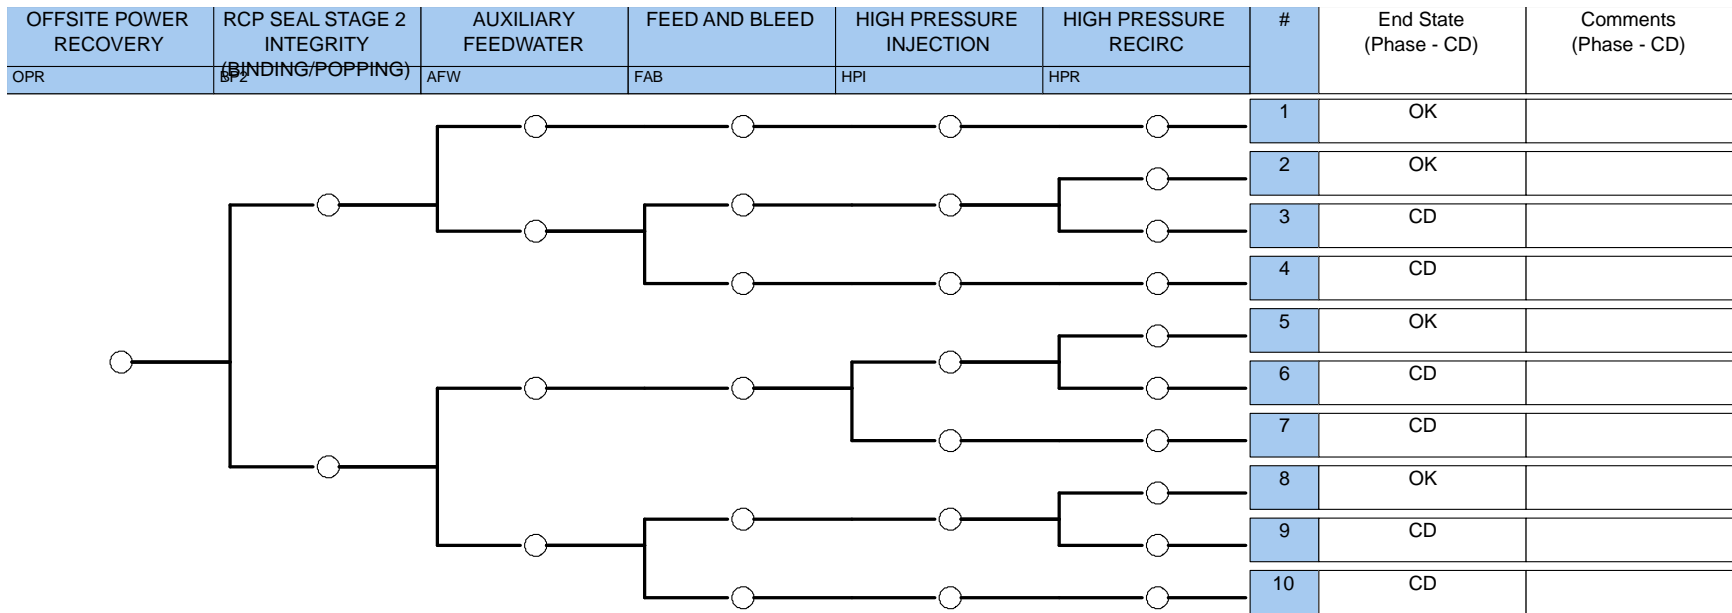 OFFSITE POWER
RECOVERY
OPR
RCP SEAL STAGE 2
INTEGRITY
(BINDING/POPPING)
BP2
AUXILIARY
FEEDWATER
AFW
FEED AND BLEED
FAB
HIGH PRESSURE
INJECTION
HPI
HIGH PRESSURE
RECIRC
HPR
#
End State
(Phase - CD)
Comments
(Phase - CD)
1 OK
2 OK
3 CD
4 CD
5 OK
6 CD
7 CD
8 OK
9 CD
10 CD